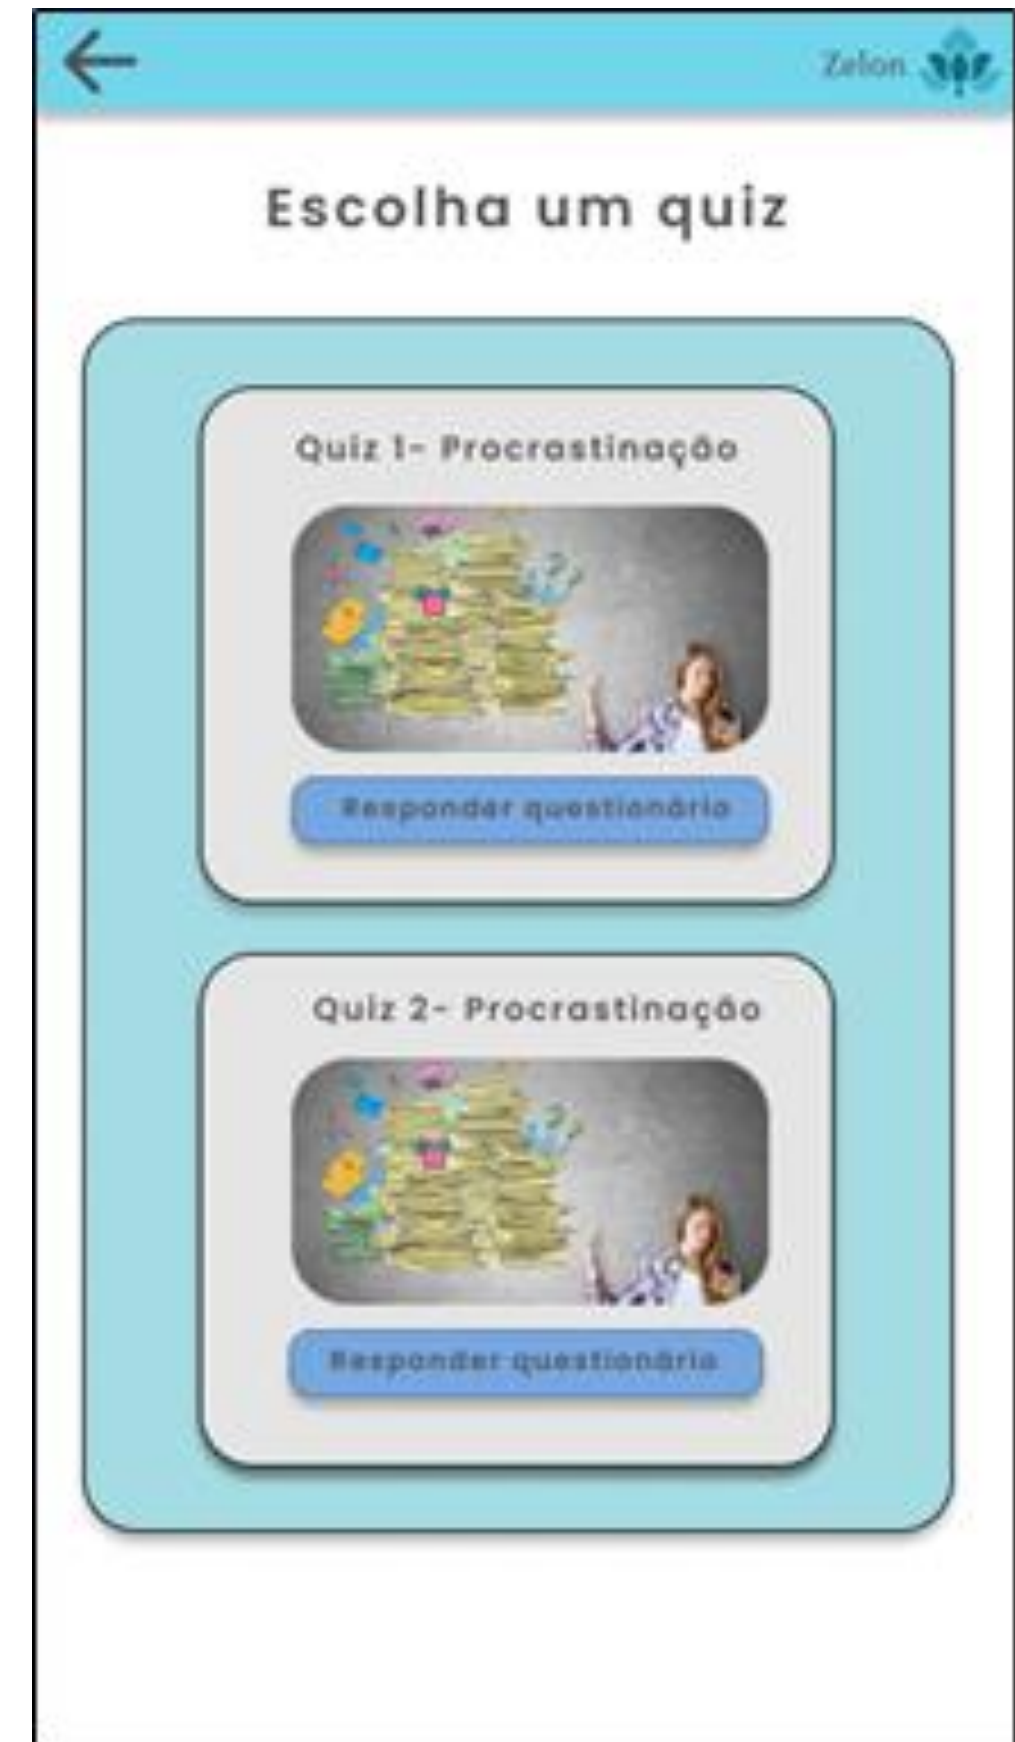 Zelon
Escolha um quiz
Quiz 1- Procrastinação
Responder questionário
Quiz 2- Procrastinação
Responder questionário